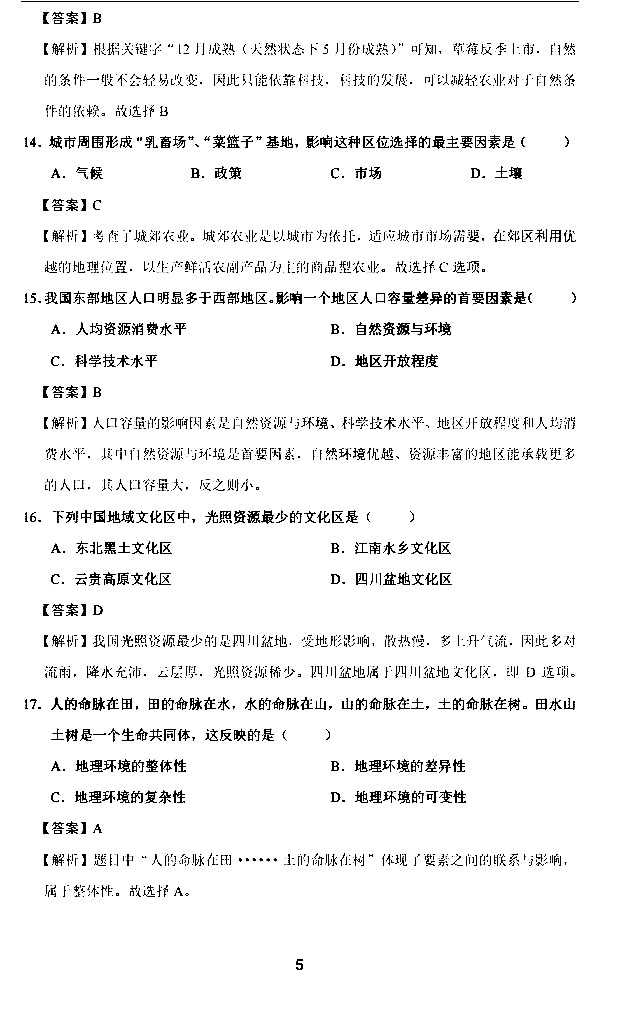 【答案】B
【解析】根据关键字“12月成熟（天然状态下5月份成熟）”可知，草莓反季上市，自然
的条件一般不会轻易改变，因此只能依靠科技，科技的发展，可以减轻农业对于自然条
件的依赖。故选择B
14．城市周围形成“乳畜场”、“菜篮子”基地，影响这种区位选择的最主要因素是（ ）
A．气候 B．政策 C．市场 D．土壤
【答案】C
【解析】考查了城郊农业。城郊农业是以城市为依托，适应城市市场需要，在郊区利用优
越的地理位置，以生产鲜活农副产品为主的商品型农业。故选择C选项。
15．我国东部地区人口明显多于西部地区。影响一个地区人口容量差异的首要因素是（ ）
A．人均资源消费水平 B．自然资源与环境
C．科学技术水平 D．地区开放程度
【答案】B
【解析】人口容量的影响因素是自然资源与环境、科学技术水平、地区开放程度和人均消
费水平，其中自然资源与环境是首要因素，自然环境优越、资源丰富的地区能承载更多
的人口，其人口容量大，反之则小。
16．下列中国地域文化区中，光照资源最少的文化区是（ ）
A．东北黑土文化区 B．江南水乡文化区
C．云贵高原文化区 D．四川盆地文化区
【答案】D
【解析】我国光照资源最少的是四川盆地，受地形影响，散热慢，多上升气流，因此多对
流雨，降水充沛，云层厚，光照资源稀少。四川盆地属于四川盆地文化区，即 D 选项。
17．人的命脉在田，田的命脉在水，水的命脉在山，山的命脉在土，土的命脉在树。田水山
土树是一个生命共同体，这反映的是（ ）
A．地理环境的整体性 B．地理环境的差异性
C．地理环境的复杂性 D．地理环境的可变性
【答案】A
【解析】题目中“人的命脉在田······土的命脉在树”体现了要素之间的联系与影响，
属于整体性。故选择 A。
5